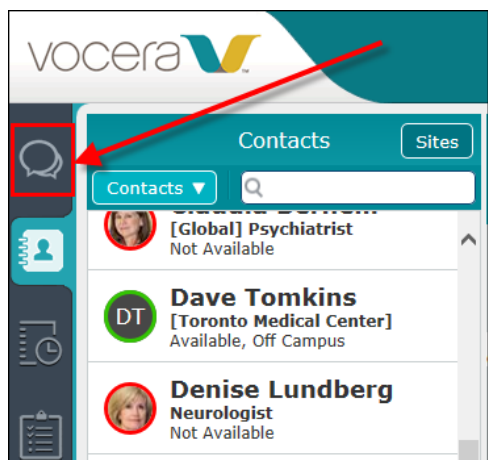 vocera
Contacts
Sites
Contacts ▼
[Global] Psychiatrist
Not Available
DT
Dave Tomkins
[Toronto Medical Center]
Available, Off Campus
Denise Lundberg
Neurologist
Not Available